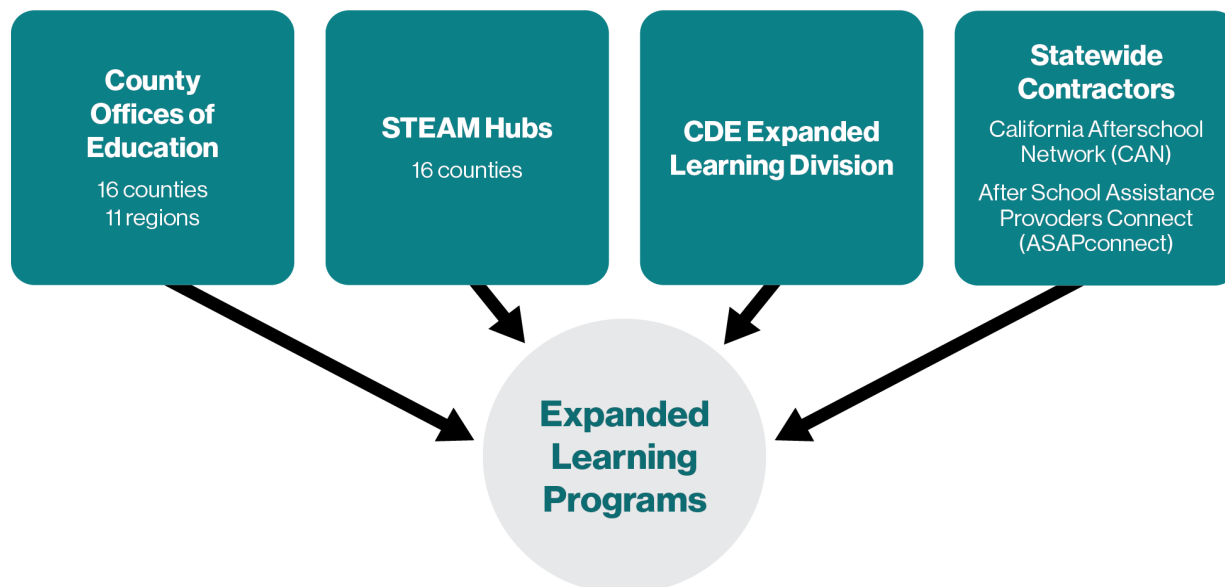 County
Offices of
Education
16 counties
11 regions
STEAM Hubs
16 counties
CDE Expanded
Learning Division
Statewide
Contractors
California Afterschool
Network (CAN)
After School Assistance
Provoders Connect
(ASAPconnect)
Expanded
Learning
Programs